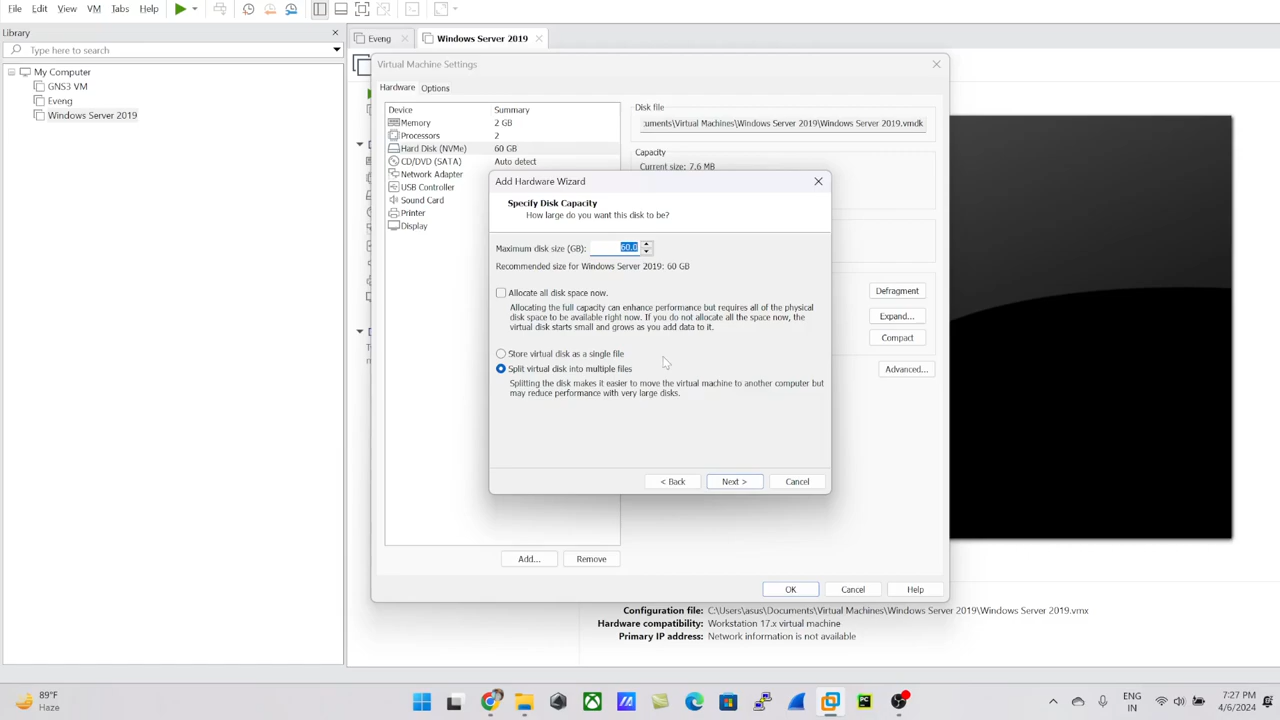 File Edit View VM Tabs Help
Library
Type here to search
My Computer
GNS3 VM
Eveng
Windows Server 2019
Eveng
Windows Server 2019
Virtual Machine Settings
Hardware Options
Device Summary
Memory 2 GB
Processors 2
Hard Disk (NVMe) 60 GB
CD/DVD (SATA) Auto detect
Network Adapter
USB Controller
Sound Card
Printer
Display
Disk file
:uments\Virtual Machines\Windows Server 2019\Windows Server 2019.vmdk
Capacity
Current size: 7.6 MB
Add Hardware Wizard
Specify Disk Capacity
How large do you want this disk to be?
Maximum disk size (GB): 60.0
Recommended size for Windows Server 2019: 60 GB
Allocate all disk space now.
Allocating the full capacity can enhance performance but requires all of the physical
disk space to be available right now. If you do not allocate all the space now, the
virtual disk starts small and grows as you add data to it.
Store virtual disk as a single file
Split virtual disk into multiple files
Splitting the disk makes it easier to move the virtual machine to another computer but
may reduce performance with very large disks.
< Back Next > Cancel
Defragment
Expand...
Compact
Advanced...
Add... Remove
OK Cancel Help
Configuration file: C:\Users\asus\Documents\Virtual Machines\Windows Server 2019\Windows Server 2019.vmx
Hardware compatibility: Workstation 17.x virtual machine
Primary IP address: Network information is not available
89°F
Haze
PC
ENG
IN
7:27 PM
4/6/2024